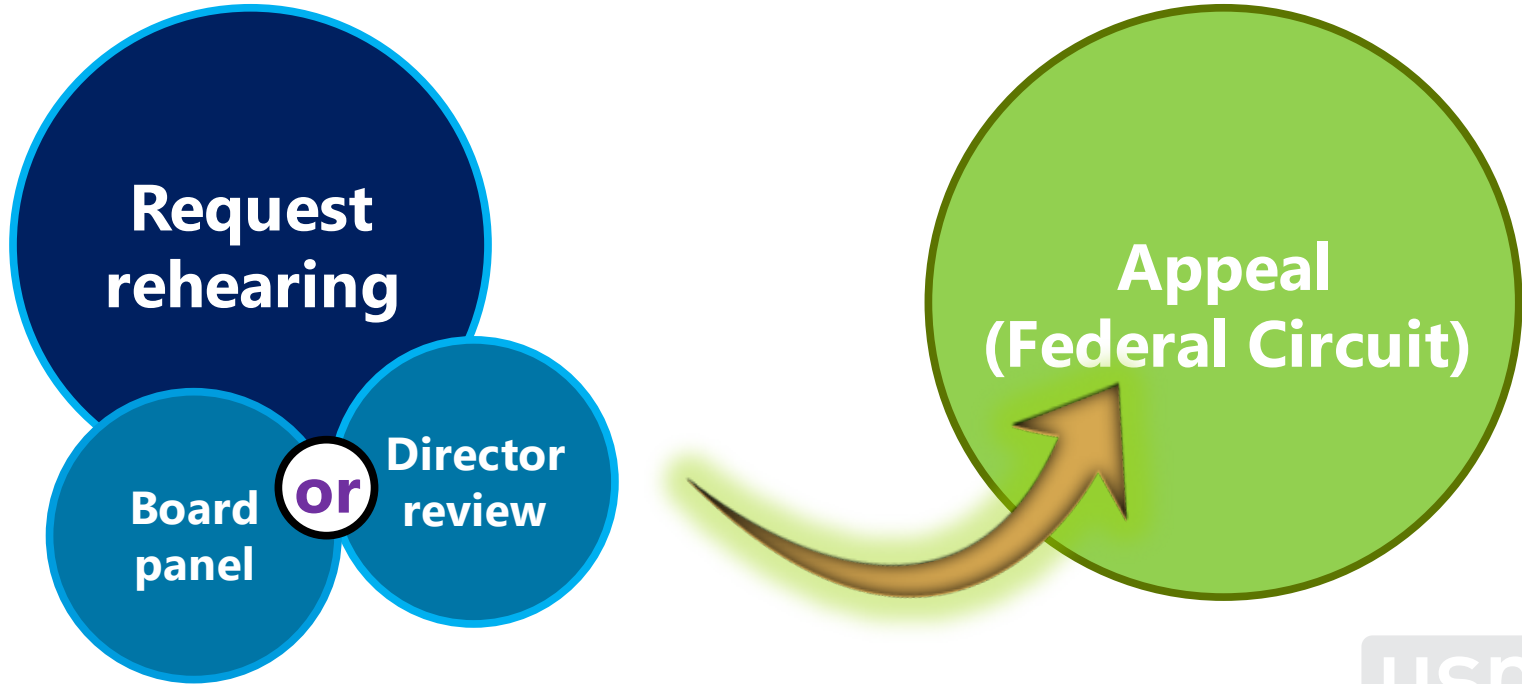 Request
rehearing
Board
panel
or
Director
review
Appeal
(Federal Circuit)